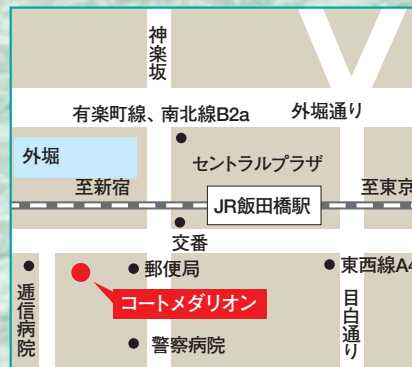 神楽坂
有楽町線、南北線B2a
外堀通り
外堀
セントラルプラザ
至新宿
JR飯田橋駅
至東京
交番
郵便局
東西線A4
逓信病院
コートメダリオン
目白通り
警察病院